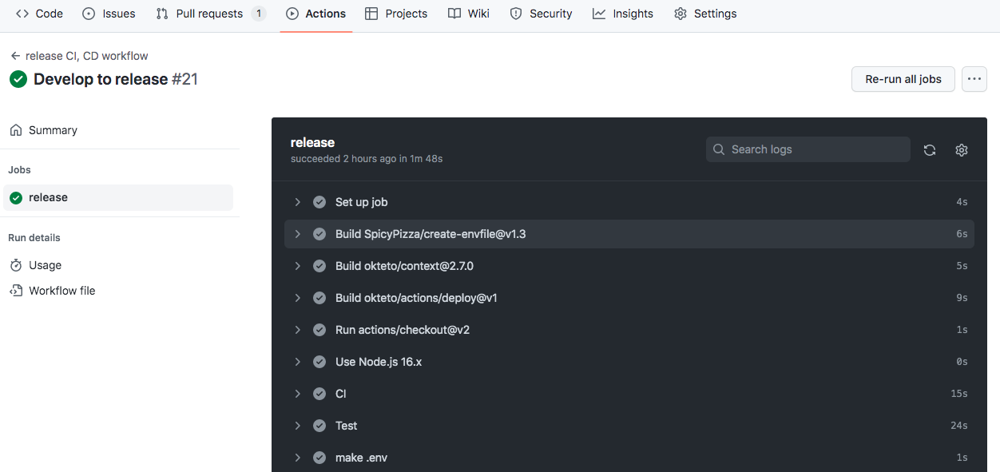 Code Issues Pull requests 1 Actions Projects Wiki Security Insights Settings
release CI, CD workflow
Develop to release #21
Re-run all jobs
Summary
Jobs
release
Run details
Usage
Workflow file
release
succeeded 2 hours ago in 1m 48s
Search logs
Set up job 4s
Build SpicyPizza/create-envfile@v1.3 6s
Build okteto/context@2.7.0 5s
Build okteto/actions/deploy@v1 9s
Run actions/checkout@v2 1s
Use Node.js 16.x 0s
CI 15s
Test 24s
make .env 1s